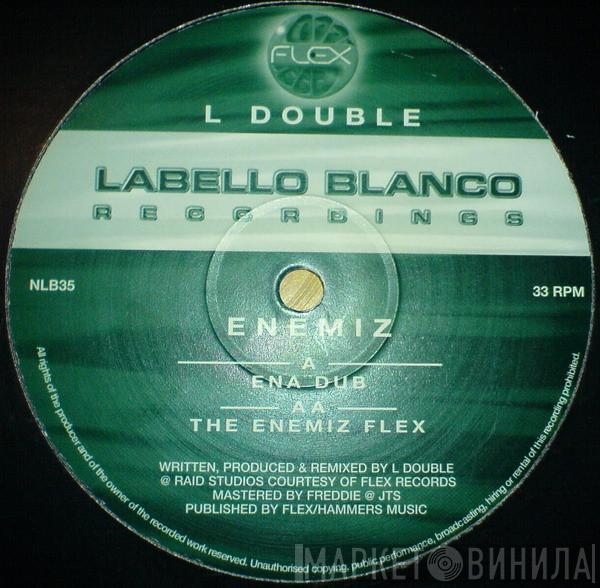 FLEX
L DOUBLE
LABELLO BLANCO
RECORDINGS
NLB35
33 RPM
ENEMIZ
A
ENA DUB
AA
THE ENEMIZ FLEX
WRITTEN, PRODUCED & REMIXED BY L DOUBLE
@ RAID STUDIOS COURTESY OF FLEX RECORDS
MASTERED BY FREDDIE @ JTS
PUBLISHED BY FLEX/HAMMERS MUSIC
All rights of the producer and of the owner of the recorded work reserved. Unauthorised copying, public performance, broadcasting, hiring or rental of this recording prohibited.
МАРКЕТ ВИНИЛА